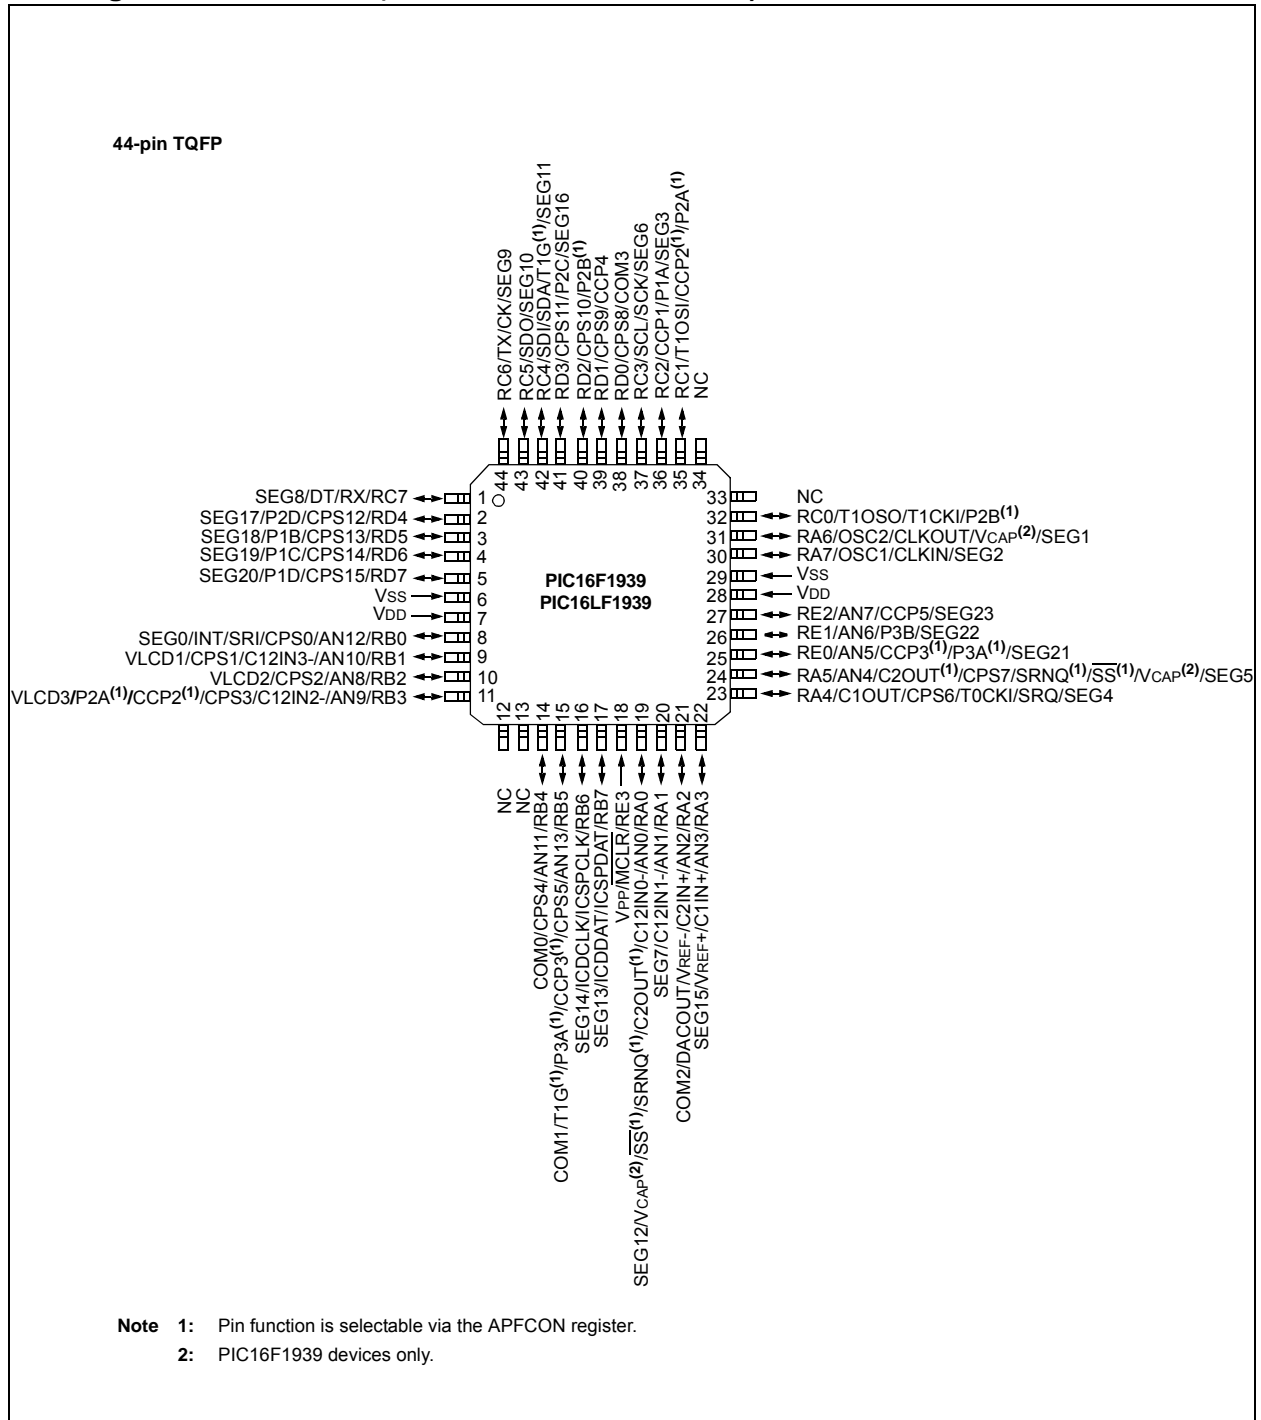 44-pin TQFP
RC6/TX/CK/SEG9
RC5/SDO/SEG10
RC4/SDI/SDA/T1G(1)/SEG11
RD3/CPS11/P2C/SEG16
RD2/CPS10/P2B(1)
RD1/CPS9/CCP4
RD0/CPS8/COM3
RC3/SCL/SCK/SEG6
RC2/CCP1/P1A/SEG3
RC1/T1OSI/CCP2(1)/P2A(1)
NC
44
43
42
41
40
39
38
37
36
35
34
SEG8/DT/RX/RC7 1
SEG17/P2D/CPS12/RD4 2
SEG18/P1B/CPS13/RD5 3
SEG19/P1C/CPS14/RD6 4
SEG20/P1D/CPS15/RD7 5
VSS 6
VDD 7
SEG0/INT/SRI/CPS0/AN12/RB0 8
VLCD1/CPS1/C12IN3-/AN10/RB1 9
VLCD2/CPS2/AN8/RB2 10
VLCD3/P2A(1)/CCP2(1)/CPS3/C12IN2-/AN9/RB3 11
PIC16F1939
PIC16LF1939
33 NC
32 RC0/T1OSO/T1CKI/P2B(1)
31 RA6/OSC2/CLKOUT/VCAP(2)/SEG1
30 RA7/OSC1/CLKIN/SEG2
29 VSS
28 VDD
27 RE2/AN7/CCP5/SEG23
26 RE1/AN6/P3B/SEG22
25 RE0/AN5/CCP3(1)/P3A(1)/SEG21
24 RA5/AN4/C2OUT(1)/CPS7/SRNQ(1)/SS(1)/VCAP(2)/SEG5
23 RA4/C1OUT/CPS6/T0CKI/SRQ/SEG4
12
13
14
15
16
17
18
19
20
21
22
NC
NC
COM0/CPS4/AN11/RB4
COM1/T1G(1)/P3A(1)/CCP3(1)/CPS5/AN13/RB5
SEG14/ICDCLK/ICSPCLK/RB6
SEG13/ICDDAT/ICSPDAT/RB7
VPP/MCLR/RE3
SEG12/VCAP(2)/SS(1)/SRNQ(1)/C2OUT(1)/C12IN0-/AN0/RA0
SEG7/C12IN1-/AN1/RA1
COM2/DACOUT/VREF-/C2IN+/AN2/RA2
SEG15/VREF+/C1IN+/AN3/RA3
Note 1: Pin function is selectable via the APFCON register.
2: PIC16F1939 devices only.